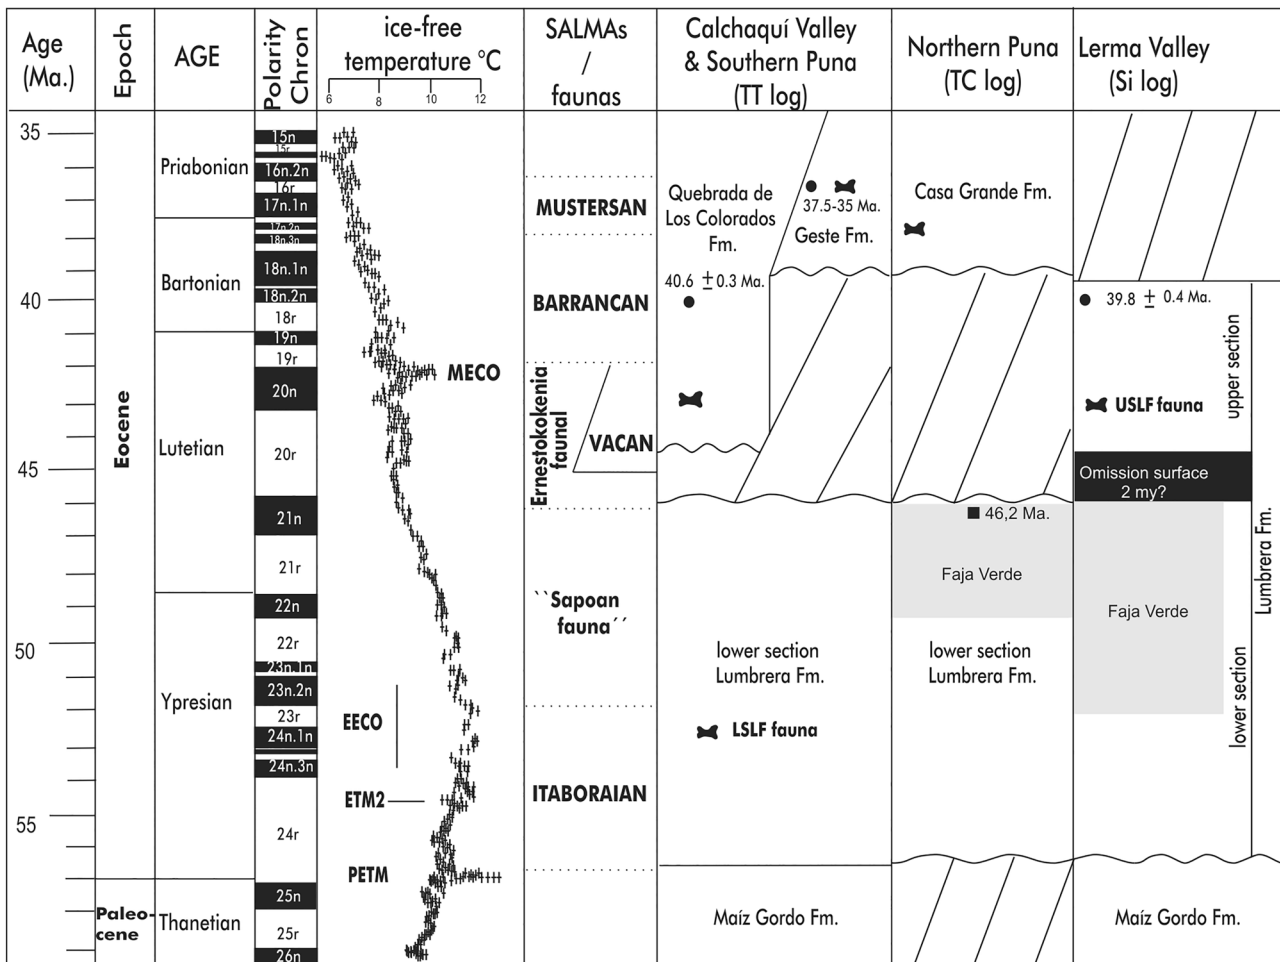 Age
(Ma.)
Epoch
AGE
Polarity
Chron
ice-free
temperature °C
6
8
10
12
SALMAs
/
faunas
Calchaquí Valley
& Southern Puna
(TT log)
Northern Puna
(TC log)
Lerma Valley
(Si log)
35
40
45
50
55
Eocene
Paleo-
cene
Priabonian
Bartonian
Lutetian
Ypresian
Thanetian
15n
15r
16n.2n
16r
17n.1n
17n.2n
18n.3n
18n.1n
18n.2n
18r
19n
19r
20n
20r
21n
21r
22n
22r
23n.1n
23n.2n
23r
24n.1n
24n.3n
24r
25n
25r
26n
MECO
EECO
ETM2
PETM
MUSTERSAN
BARRANCAN
Ernestokokenia
faunal
VACAN
``Sapoan
fauna´´
ITABORAIAN
Quebrada de
Los Colorados
Fm.
40.6 ± 0.3 Ma.
37.5-35 Ma.
Geste Fm.
lower section
Lumbrera Fm.
LSLF fauna
Maíz Gordo Fm.
Casa Grande Fm.
46,2 Ma.
Faja Verde
lower section
Lumbrera Fm.
39.8 ± 0.4 Ma.
USLF fauna
upper section
Omission surface
2 my?
Faja Verde
lower section
Lumbrera Fm.
Maíz Gordo Fm.